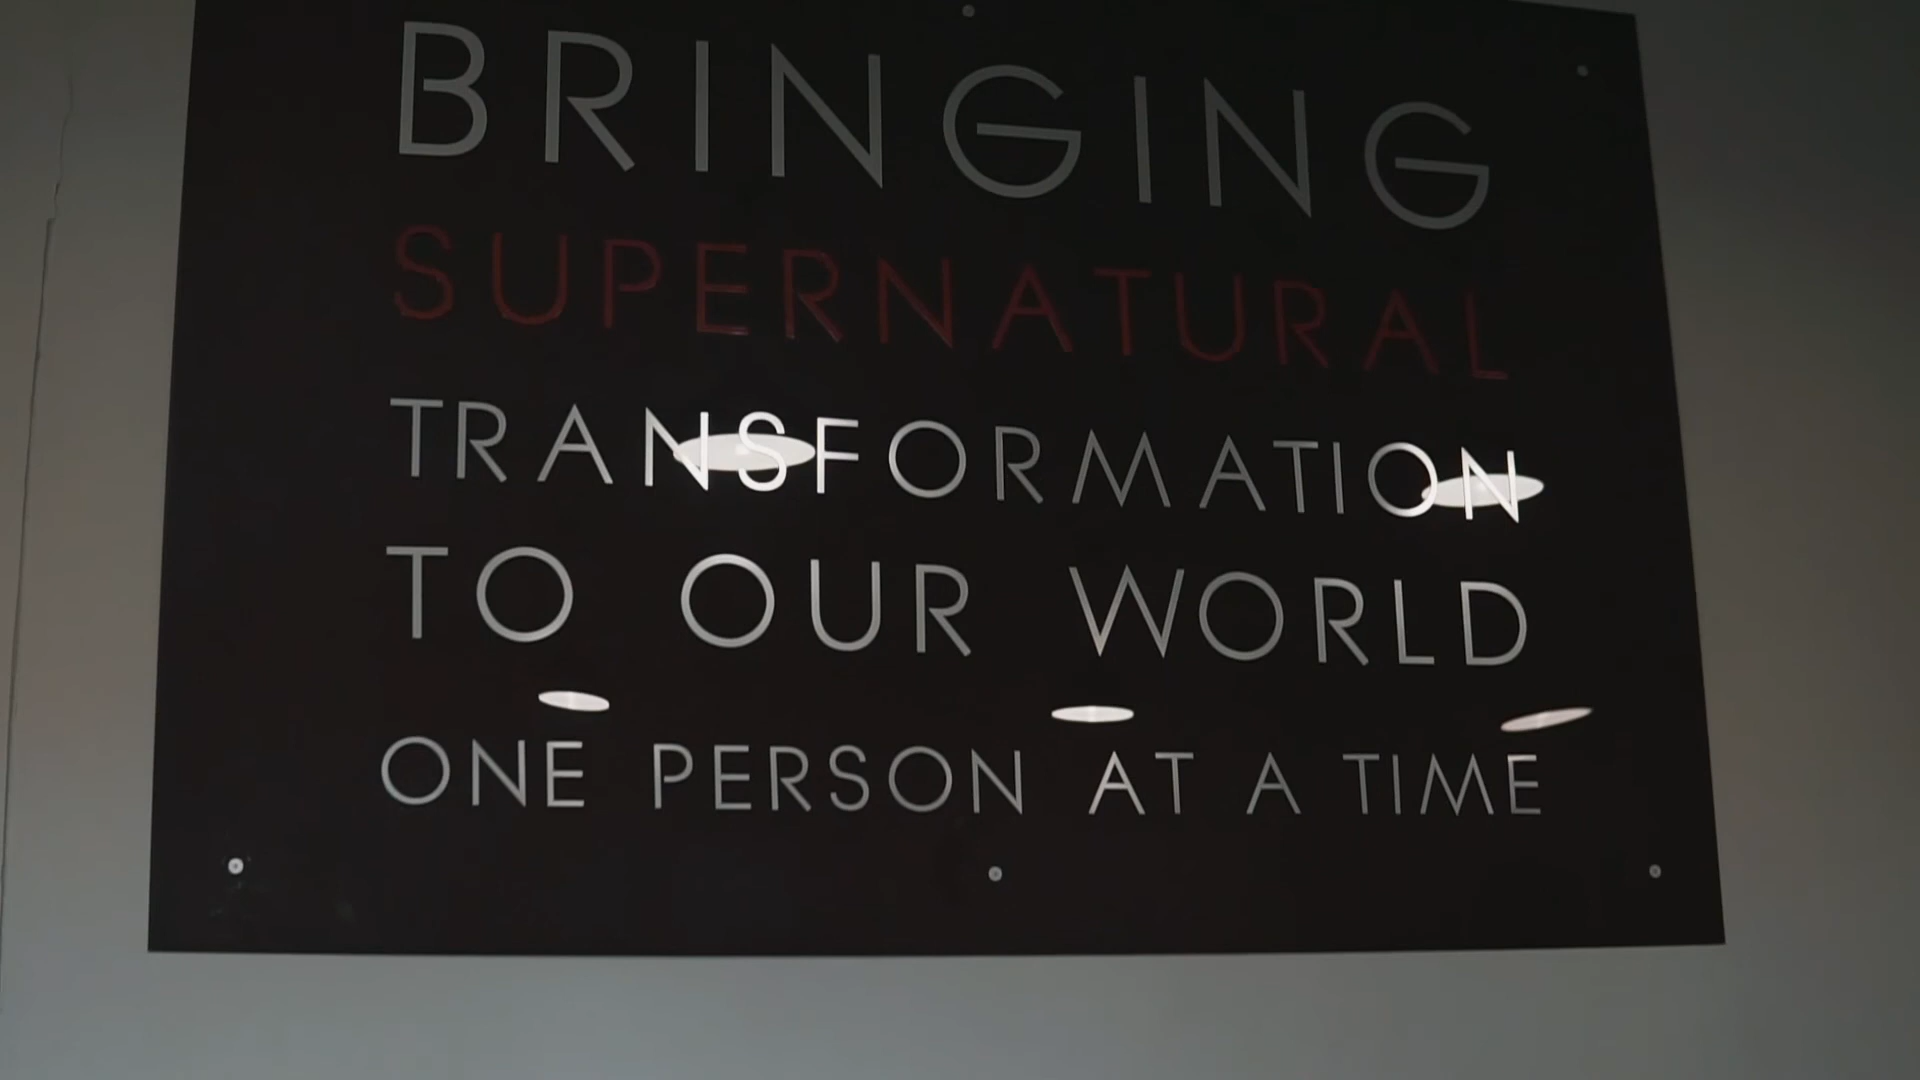 BRINGING
SUPERNATURAL
TRANSFORMATION
TO OUR WORLD
ONE PERSON AT A TIME